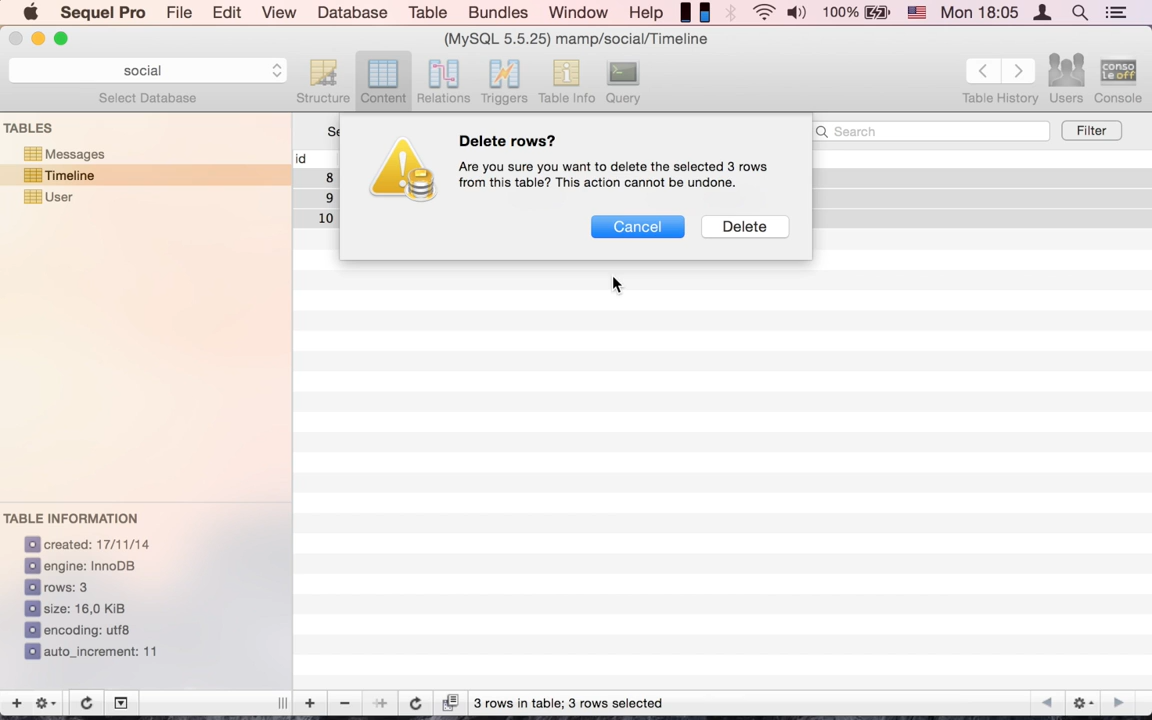 Sequel Pro File Edit View Database Table Bundles Window Help 100% Mon 18:05
(MySQL 5.5.25) mamp/social/Timeline
social
Select Database
Structure Content Relations Triggers Table Info Query
Table History Users Console
conso
le off
TABLES
Messages
Timeline
User
Se
Search
Filter
id
8
9
10
Delete rows?
Are you sure you want to delete the selected 3 rows
from this table? This action cannot be undone.
Cancel Delete
TABLE INFORMATION
created: 17/11/14
engine: InnoDB
rows: 3
size: 16,0 KiB
encoding: utf8
auto_increment: 11
3 rows in table; 3 rows selected